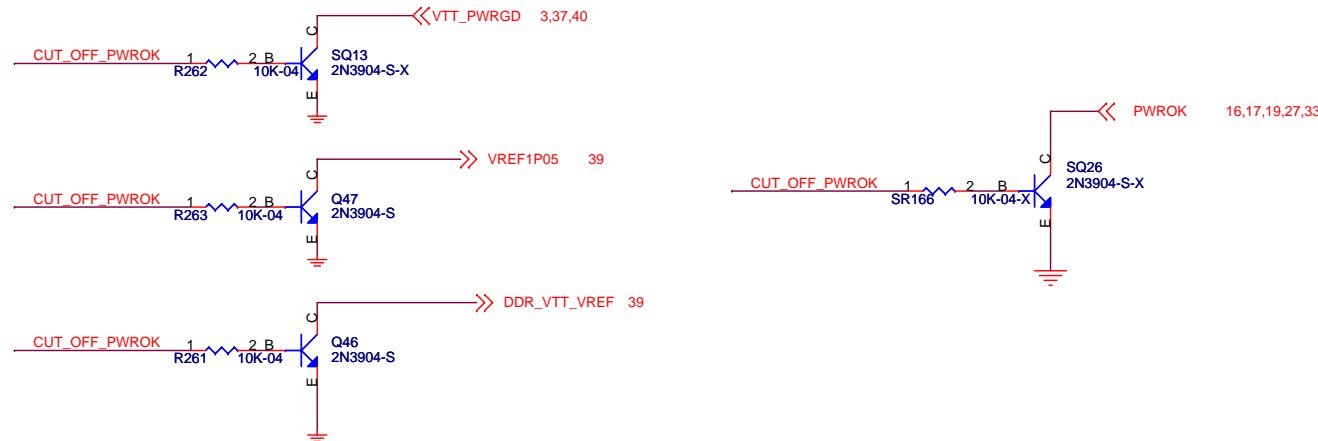 VTT_PWRGD 3,37,40
C
CUT_OFF_PWROK 1 2 B
R262 10K-04
SQ13
2N3904-S-X
E
VREF1P05 39
C
CUT_OFF_PWROK 1 2 B
R263 10K-04
Q47
2N3904-S
E
DDR_VTT_VREF 39
C
CUT_OFF_PWROK 1 2 B
R261 10K-04
Q46
2N3904-S
E
PWROK 16,17,19,27,33
C
CUT_OFF_PWROK 1 2 B
SR166 10K-04-X
SQ26
2N3904-S-X
E